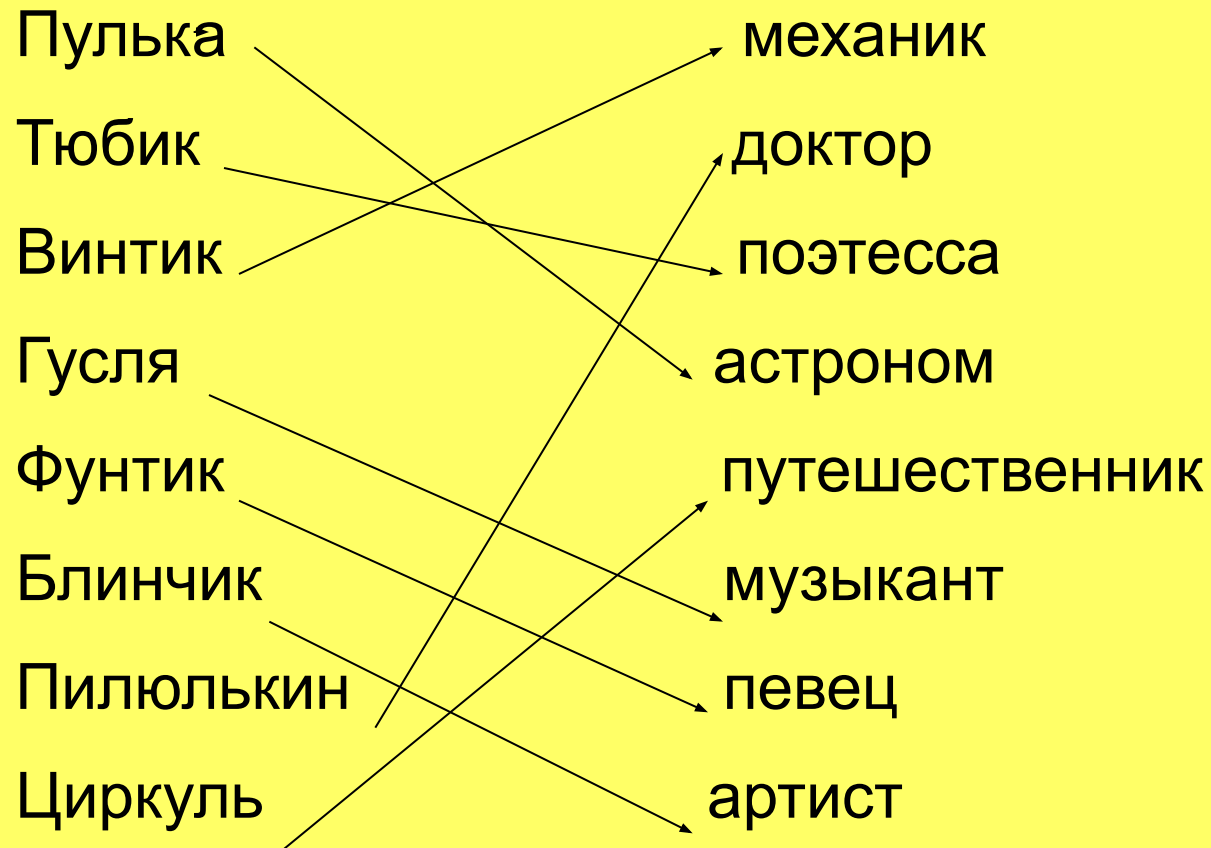 Пулька механик
Тюбик доктор
Винтик поэтесса
Гусля астроном
Фунтик путешественник
Блинчик музыкант
Пилюлькин певец
Циркуль артист